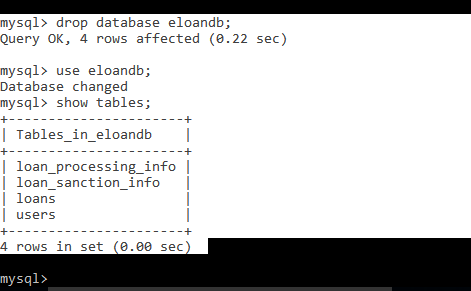 mysql> drop database eloandb;
Query OK, 4 rows affected (0.22 sec)
mysql> use eloandb;
Database changed
mysql> show tables;
+----------------------+
| Tables_in_eloandb    |
+----------------------+
| loan_processing_info |
| loan_sanction_info   |
| loans                |
| users                |
+----------------------+
4 rows in set (0.00 sec)
mysql>